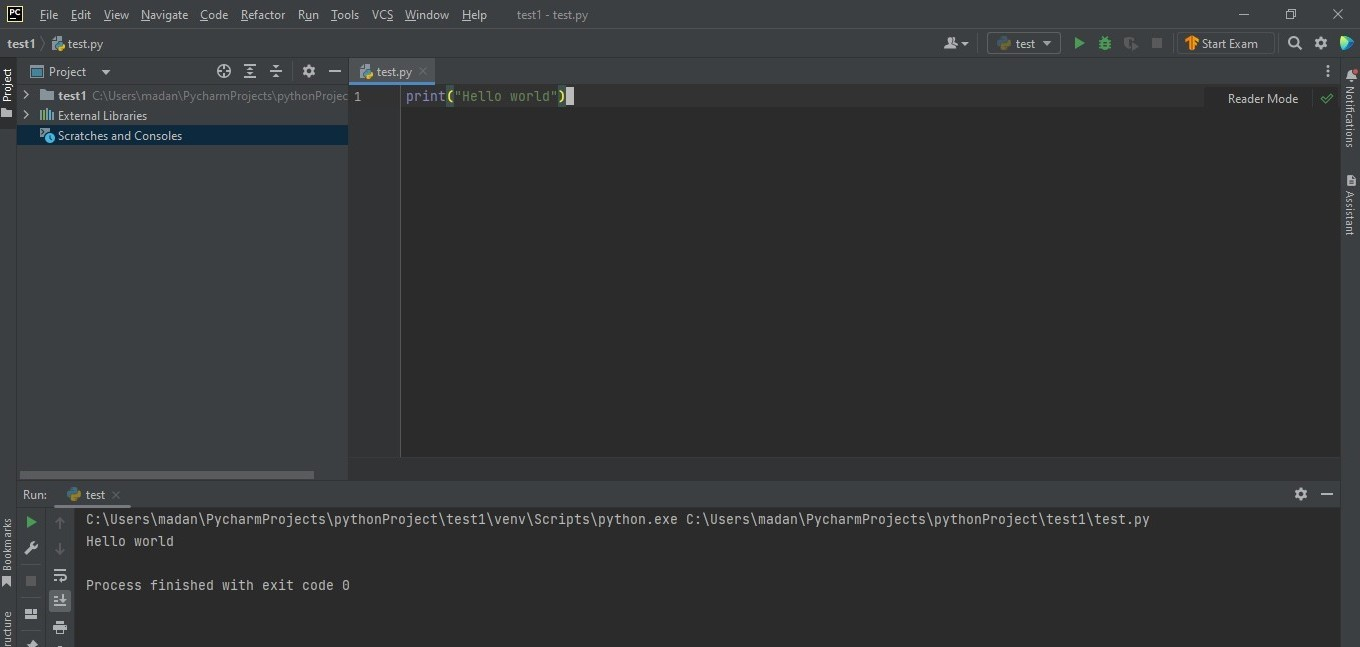 PC File Edit View Navigate Code Refactor Run Tools VCS Window Help test1 - test.py
test1 test.py test Start Exam
Project Project test.py
test1 C:\Users\madan\PycharmProjects\pythonProjec 1 print("Hello world") Reader Mode
External Libraries
Scratches and Consoles
Notifications
Assistant
Run: test
C:\Users\madan\PycharmProjects\pythonProject\test1\venv\Scripts\python.exe C:\Users\madan\PycharmProjects\pythonProject\test1\test.py
Hello world
Process finished with exit code 0
Bookmarks
ructure